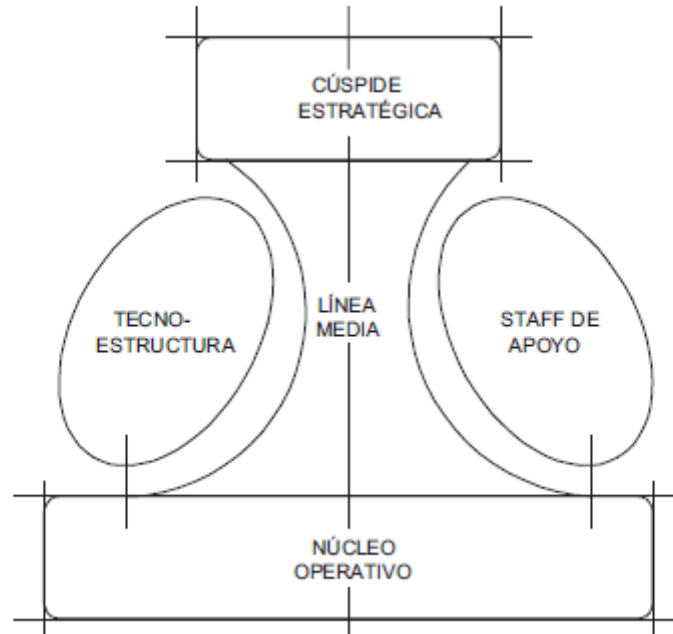 CÚSPIDE
ESTRATÉGICA
TECNO-
ESTRUCTURA
LÍNEA
MEDIA
STAFF DE
APOYO
NÚCLEO
OPERATIVO